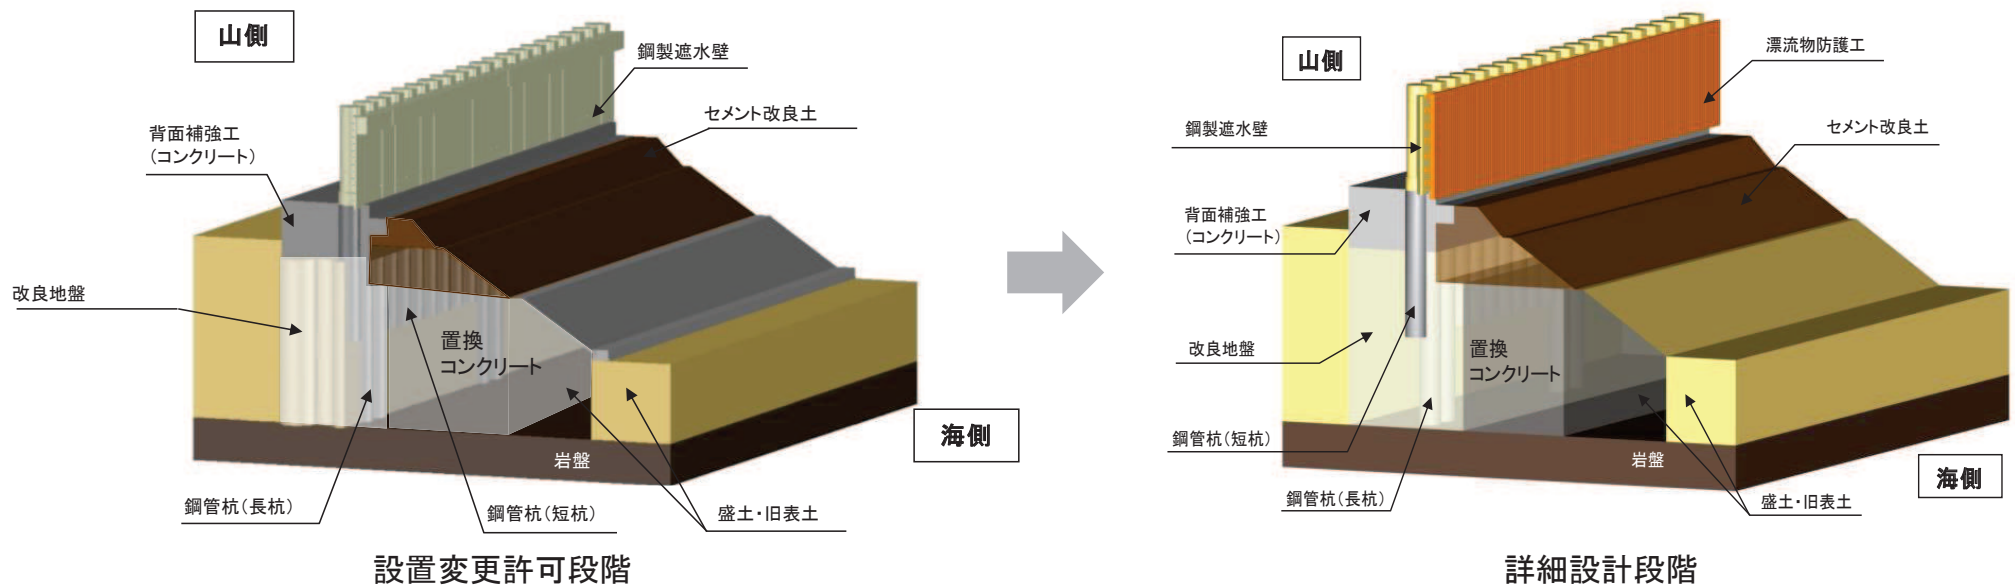 山側
鋼製遮水壁
セメント改良土
背面補強工
(コンクリート)
改良地盤
置換
コンクリート
海側
岩盤
鋼管杭(長杭)
鋼管杭(短杭)
盛土・旧表土
設置変更許可段階
山側
漂流物防護工
鋼製遮水壁
セメント改良土
背面補強工
(コンクリート)
改良地盤
置換
コンクリート
鋼管杭(短杭)
岩盤
海側
鋼管杭(長杭)
盛土・旧表土
詳細設計段階